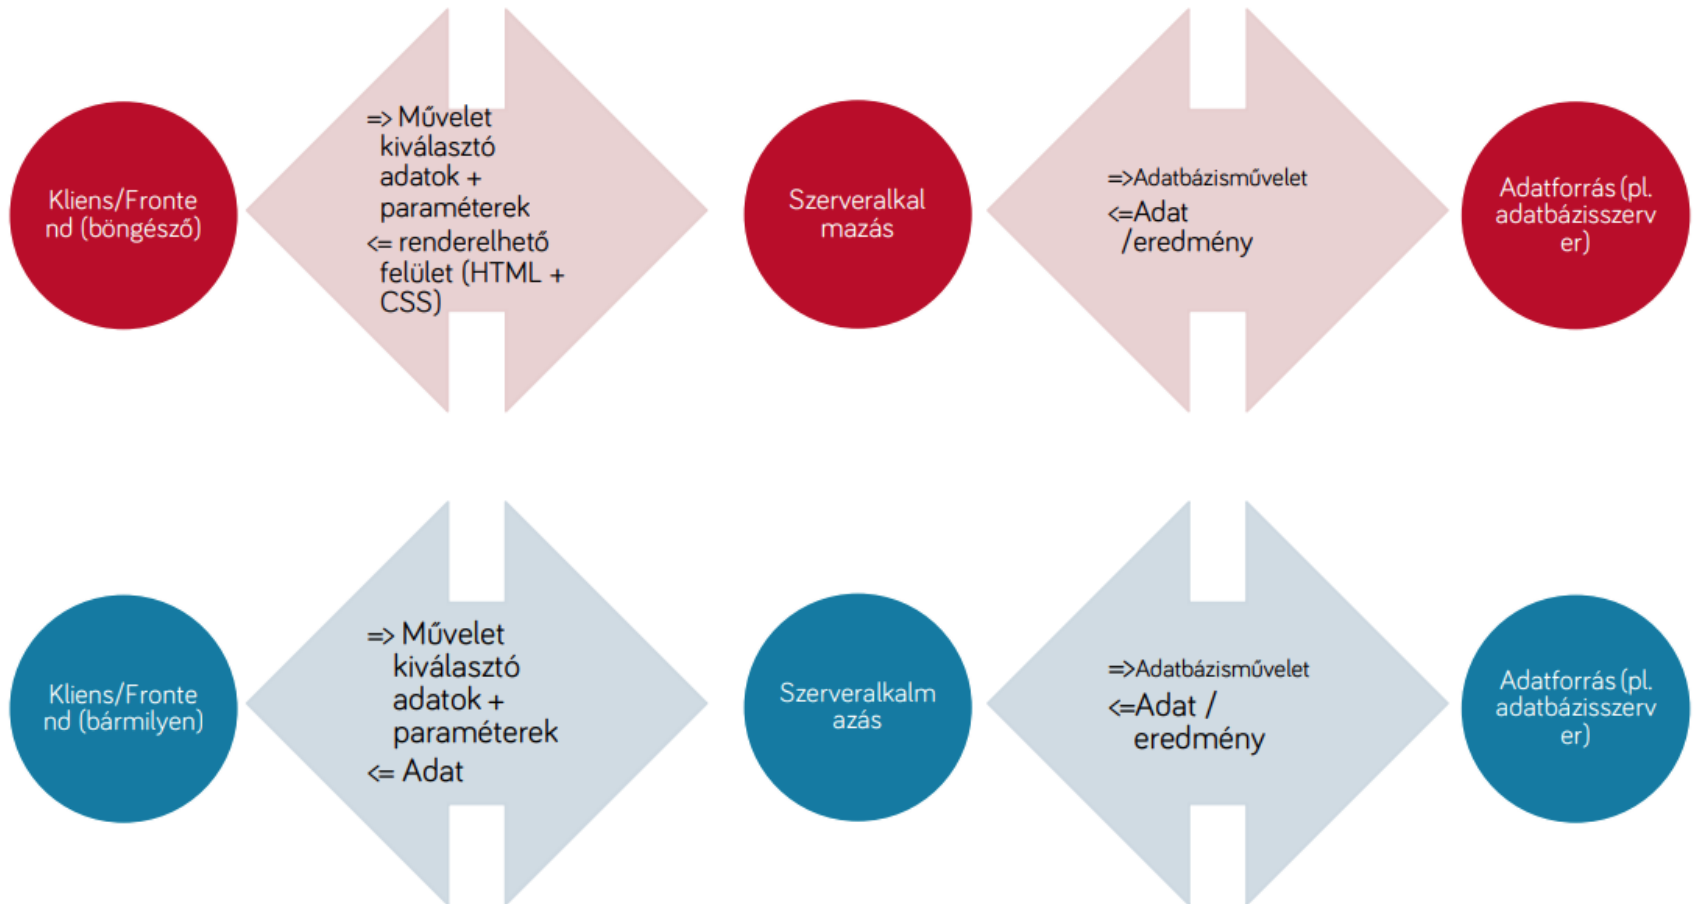 Kliens/Fronte
nd (böngésző)
=> Művelet
kiválasztó
adatok +
paraméterek
<= renderelhető
felület (HTML +
CSS)
Szerveralkal
mazás
=>Adatbázisművelet
<=Adat
/eredmény
Adatforrás (pl.
adatbázisszerv
er)
Kliens/Fronte
nd (bármilyen)
=> Művelet
kiválasztó
adatok +
paraméterek
<= Adat
Szerveralkalm
azás
=>Adatbázisművelet
<=Adat /
eredmény
Adatforrás (pl.
adatbázisszerv
er)